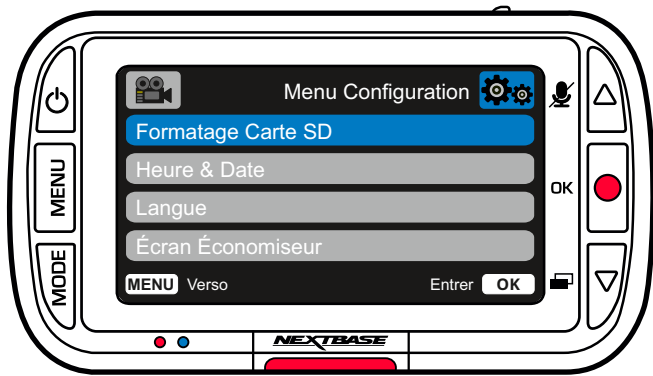 Menu Configuration
MENU
MODE
Formatage Carte SD
Heure & Date
Langue
Écran Économiseur
MENU Verso
Entrer OK
OK
NEXTBASE